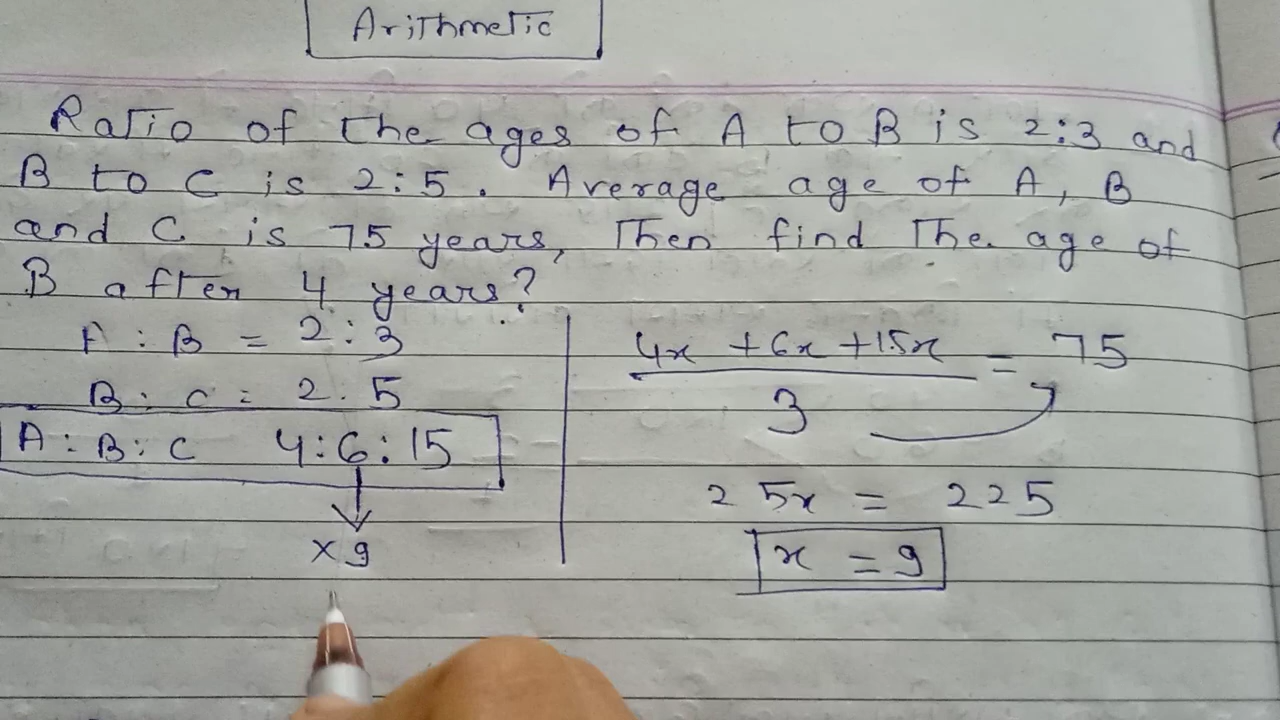 Arithmetic
Ratio of the ages of A to B is 2:3 and
B to C is 2:5. Average age of A, B
and C is 75 years, Then find The age of
B after 4 years?
A : B = 2:3
B : C = 2.5
A : B : C 4:6:15
x 9
4x + 6x + 15x = 75
3
25x = 225
x = 9